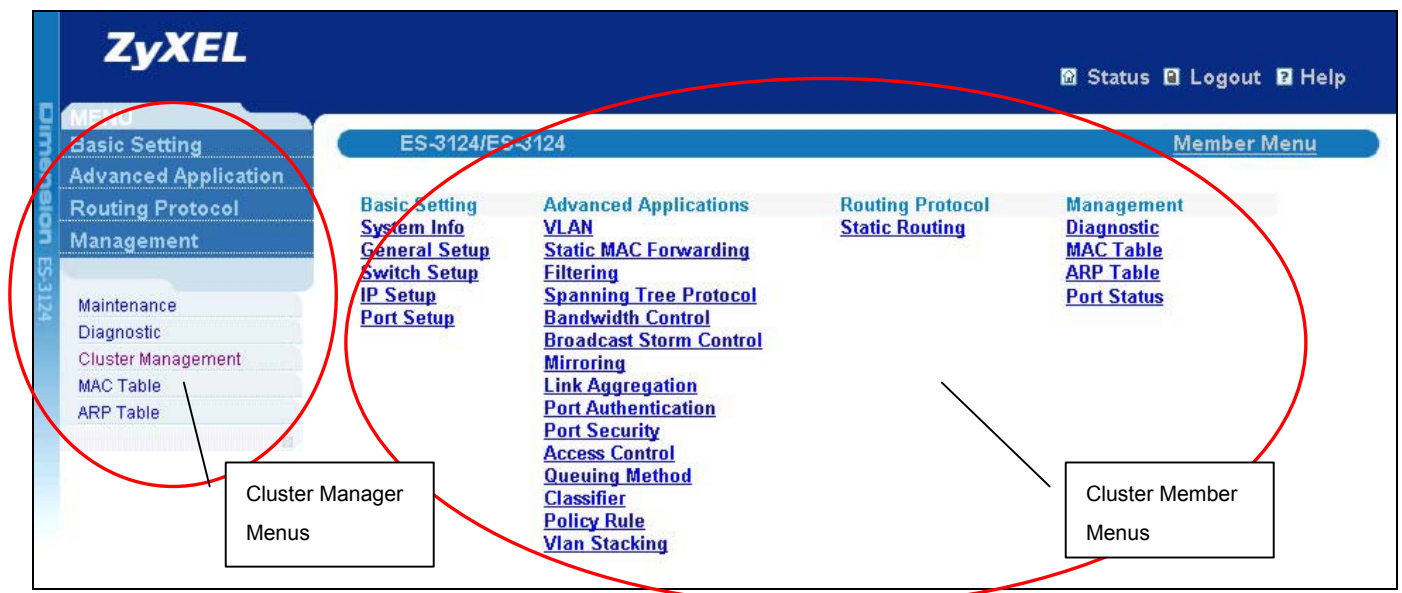 ZyXEL
Status Logout Help
Dimension ES-3124
MENU
Basic Setting
Advanced Application
Routing Protocol
Management
Maintenance
Diagnostic
Cluster Management
MAC Table
ARP Table
Cluster Manager
Menus
ES-3124/ES-3124
Member Menu
Basic Setting
System Info
General Setup
Switch Setup
IP Setup
Port Setup
Advanced Applications
VLAN
Static MAC Forwarding
Filtering
Spanning Tree Protocol
Bandwidth Control
Broadcast Storm Control
Mirroring
Link Aggregation
Port Authentication
Port Security
Access Control
Queuing Method
Classifier
Policy Rule
Vlan Stacking
Routing Protocol
Static Routing
Management
Diagnostic
MAC Table
ARP Table
Port Status
Cluster Member
Menus